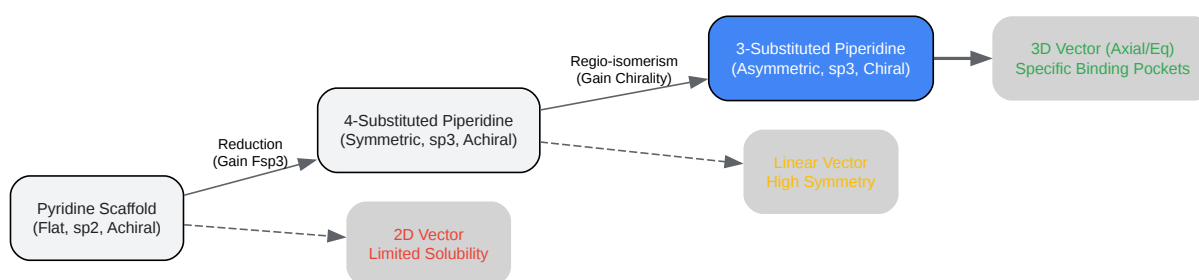 Pyridine Scaffold
(Flat, sp2, Achiral)
Reduction
(Gain Fsp3)
2D Vector
Limited Solubility
4-Substituted Piperidine
(Symmetric, sp3, Achiral)
Regio-isomerism
(Gain Chirality)
Linear Vector
High Symmetry
3-Substituted Piperidine
(Asymmetric, sp3, Chiral)
3D Vector (Axial/Eq)
Specific Binding Pockets